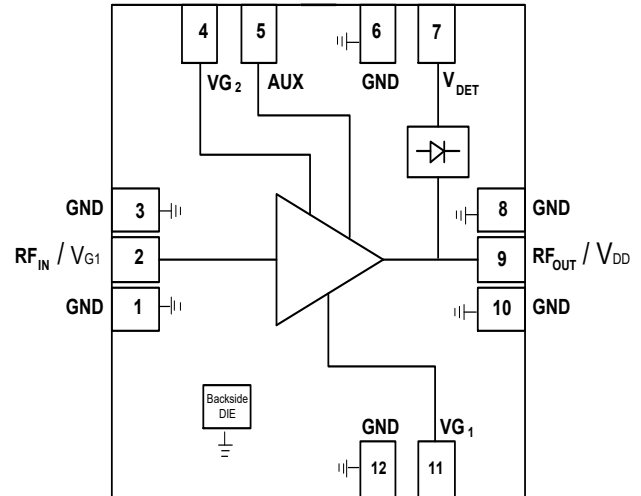 4 5 6 7
VG2 AUX GND VDET
GND 3
8 GND
RFIN / VG1 2
9 RFOUT / VDD
GND 1
10 GND
Backside
DIE
GND VG1
12 11